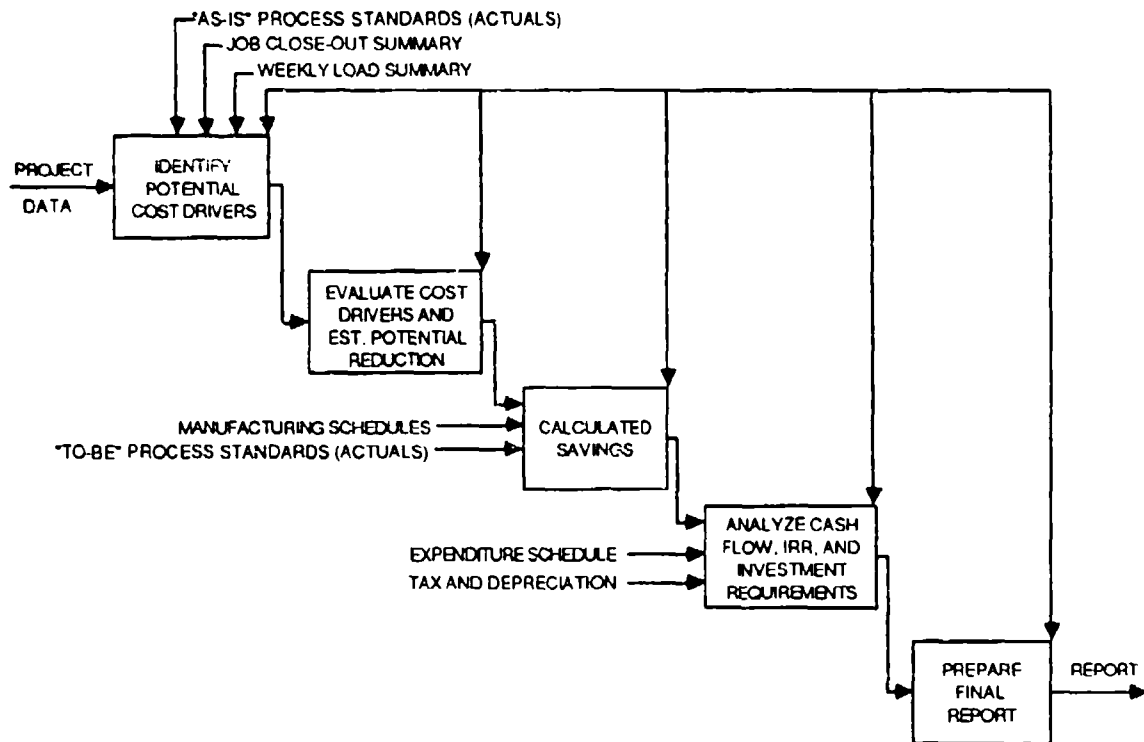 "AS-IS" PROCESS STANDARDS (ACTUALS)
JOB CLOSE-OUT SUMMARY
WEEKLY LOAD SUMMARY
PROJECT
DATA
IDENTIFY
POTENTIAL
COST DRIVERS
EVALUATE COST
DRIVERS AND
EST. POTENTIAL
REDUCTION
MANUFACTURING SCHEDULES
"TO-BE" PROCESS STANDARDS (ACTUALS)
CALCULATED
SAVINGS
EXPENDITURE SCHEDULE
TAX AND DEPRECIATION
ANALYZE CASH
FLOW, IRR, AND
INVESTMENT
REQUIREMENTS
PREPARE
FINAL
REPORT
REPORT